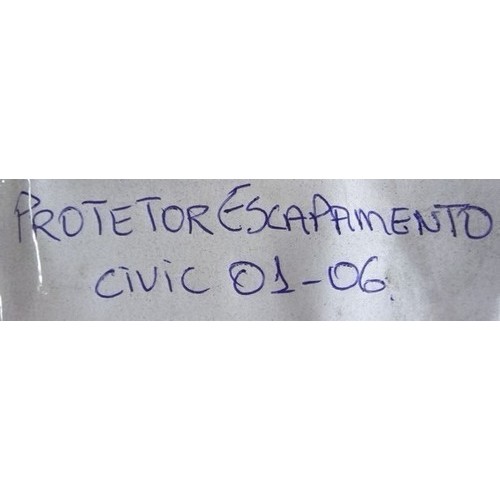 PROTETOR ESCAPAMENTO
CIVIC 01-06.